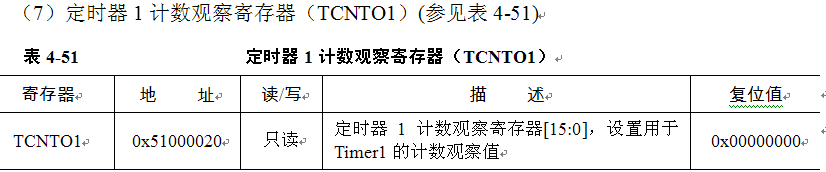 (7)定时器 1 计数观察寄存器(TCNTO1)(参见表 4-51)
表 4-51 定时器 1 计数观察寄存器(TCNTO1)
寄存器 地 址 读/写 描 述 复位值
TCNTO1 0x51000020 只读 定时器 1 计数观察寄存器[15:0],设置用于 0x00000000
Timer1 的计数观察值